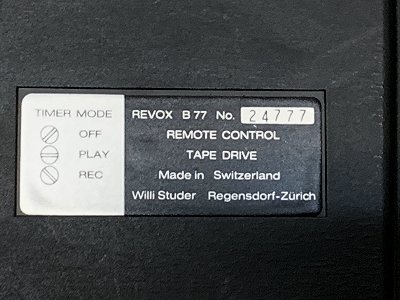 TIMER MODE
OFF
PLAY
REC
REVOX B77 No. 24777
REMOTE CONTROL
TAPE DRIVE
Made in Switzerland
Willi Studer Regensdorf-Zürich